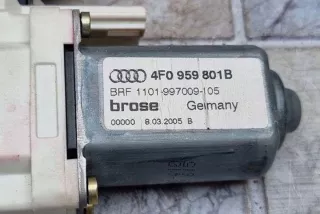 4F0 959 801B
BRF 1101-997009-105
brose Germany
00000 8.03.2005 B